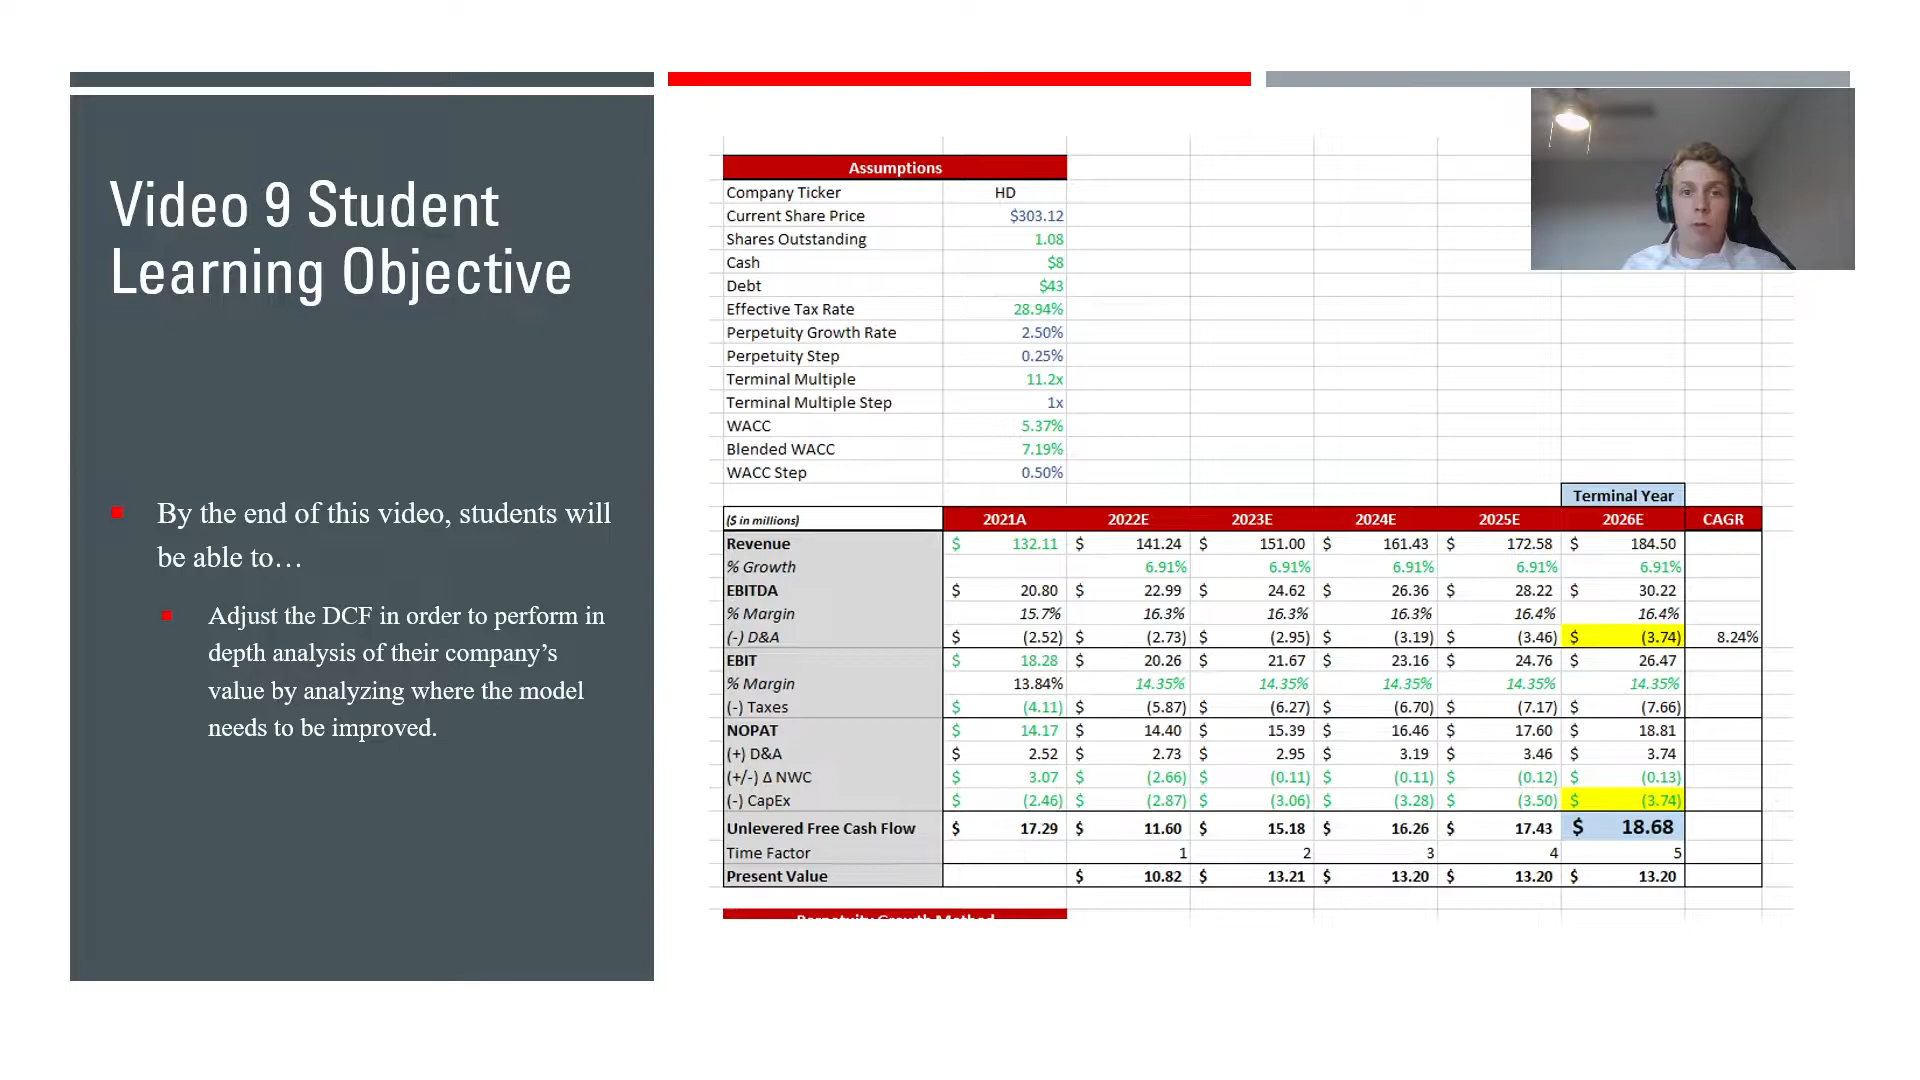 Video 9 Student
Learning Objective
By the end of this video, students will
be able to…
Adjust the DCF in order to perform in
depth analysis of their company’s
value by analyzing where the model
needs to be improved.
Assumptions
Company Ticker HD
Current Share Price $303.12
Shares Outstanding 1.08
Cash $8
Debt $43
Effective Tax Rate 28.94%
Perpetuity Growth Rate 2.50%
Perpetuity Step 0.25%
Terminal Multiple 11.2x
Terminal Multiple Step 1x
WACC 5.37%
Blended WACC 7.19%
WACC Step 0.50%
Terminal Year
($ in millions) 2021A 2022E 2023E 2024E 2025E 2026E CAGR
Revenue $ 132.11 $ 141.24 $ 151.00 $ 161.43 $ 172.58 $ 184.50
% Growth 6.91% 6.91% 6.91% 6.91% 6.91%
EBITDA $ 20.80 $ 22.99 $ 24.62 $ 26.36 $ 28.22 $ 30.22
% Margin 15.7% 16.3% 16.3% 16.3% 16.4% 16.4%
(-) D&A $ (2.52) $ (2.73) $ (2.95) $ (3.19) $ (3.46) $ (3.74) 8.24%
EBIT $ 18.28 $ 20.26 $ 21.67 $ 23.16 $ 24.76 $ 26.47
% Margin 13.84% 14.35% 14.35% 14.35% 14.35% 14.35%
(-) Taxes $ (4.11) $ (5.87) $ (6.27) $ (6.70) $ (7.17) $ (7.66)
NOPAT $ 14.17 $ 14.40 $ 15.39 $ 16.46 $ 17.60 $ 18.81
(+) D&A $ 2.52 $ 2.73 $ 2.95 $ 3.19 $ 3.46 $ 3.74
(+/-) Δ NWC $ 3.07 $ (2.66) $ (0.11) $ (0.11) $ (0.12) $ (0.13)
(-) CapEx $ (2.46) $ (2.87) $ (3.06) $ (3.28) $ (3.50) $ (3.74)
Unlevered Free Cash Flow $ 17.29 $ 11.60 $ 15.18 $ 16.26 $ 17.43 $ 18.68
Time Factor 1 2 3 4 5
Present Value $ 10.82 $ 13.21 $ 13.20 $ 13.20 $ 13.20
Perpetuity Growth Method